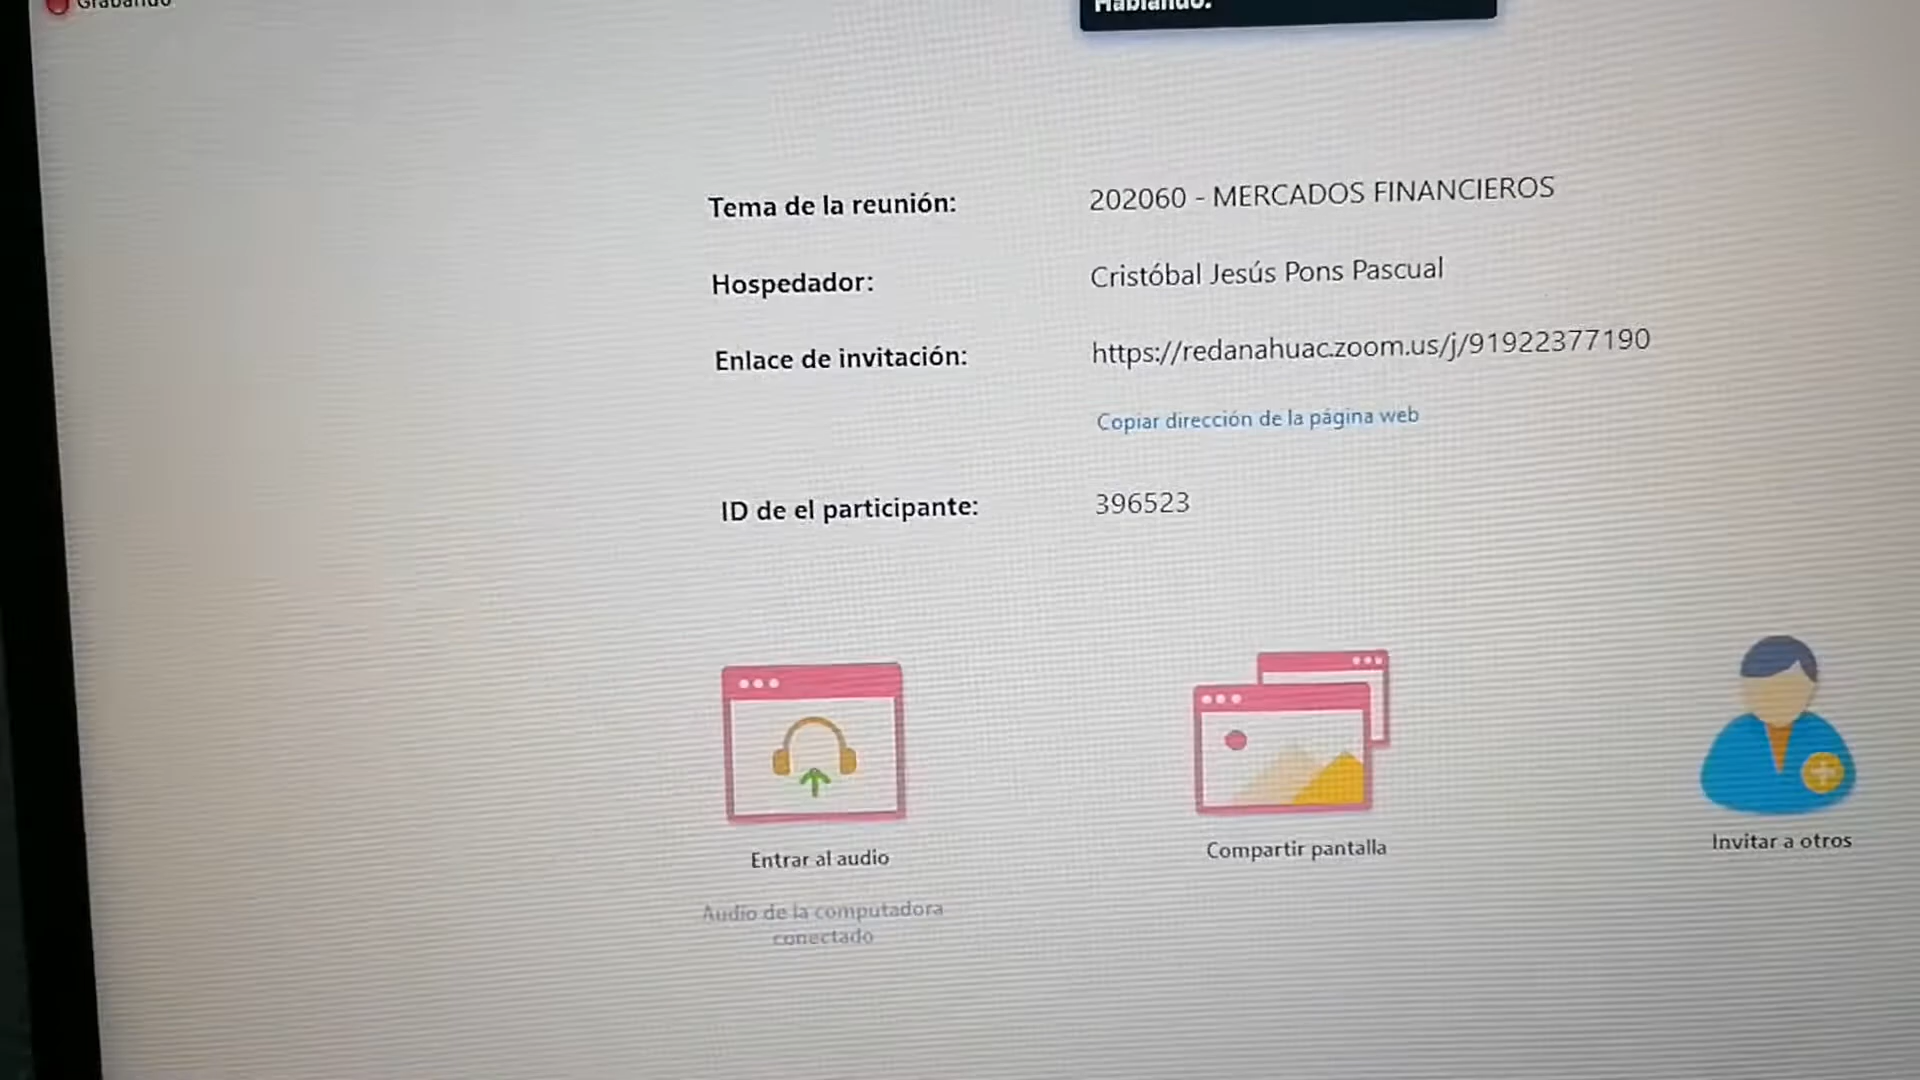 Grabando
Hablando:
Tema de la reunión: 202060 - MERCADOS FINANCIEROS
Hospedador: Cristóbal Jesús Pons Pascual
Enlace de invitación: https://redanahuac.zoom.us/j/91922377190
Copiar dirección de la página web
ID de el participante: 396523
Entrar al audio
Compartir pantalla
Invitar a otros
Audio de la computadora
conectado